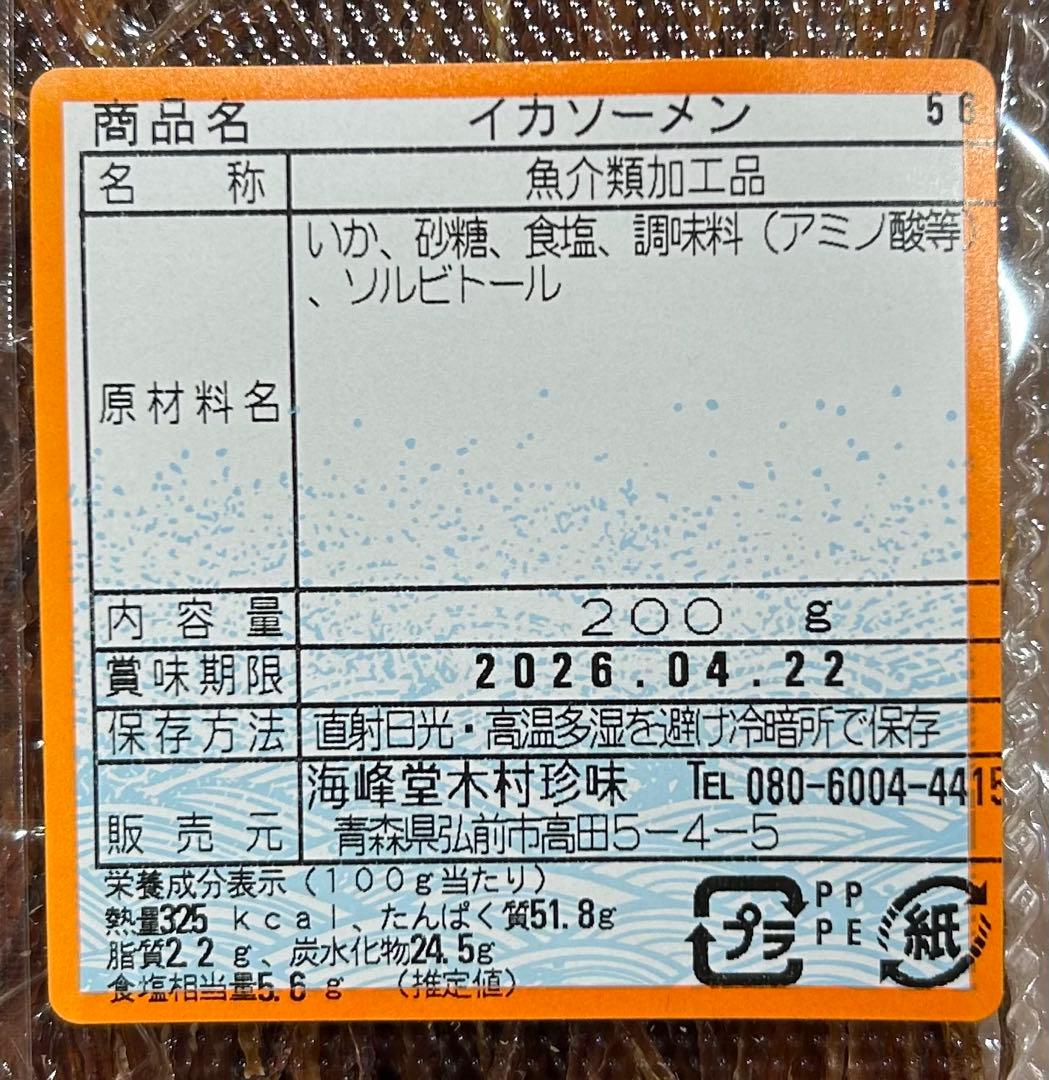 商品名 イカソーメン 56
名称 魚介類加工品
原材料名 いか、砂糖、食塩、調味料（アミノ酸等）
、ソルビトール
内容量 200 g
賞味期限 2026.04.22
保存方法 直射日光・高温多湿を避け冷暗所で保存
海峰堂木村珍味 TEL 080-6004-4415
販売元 青森県弘前市高田5-4-5
栄養成分表示（100g当たり）
熱量325 kcal、たんぱく質51.8g
脂質2.2g、炭水化物24.5g
食塩相当量5.6g （推定値）
プラ PP
PE
紙